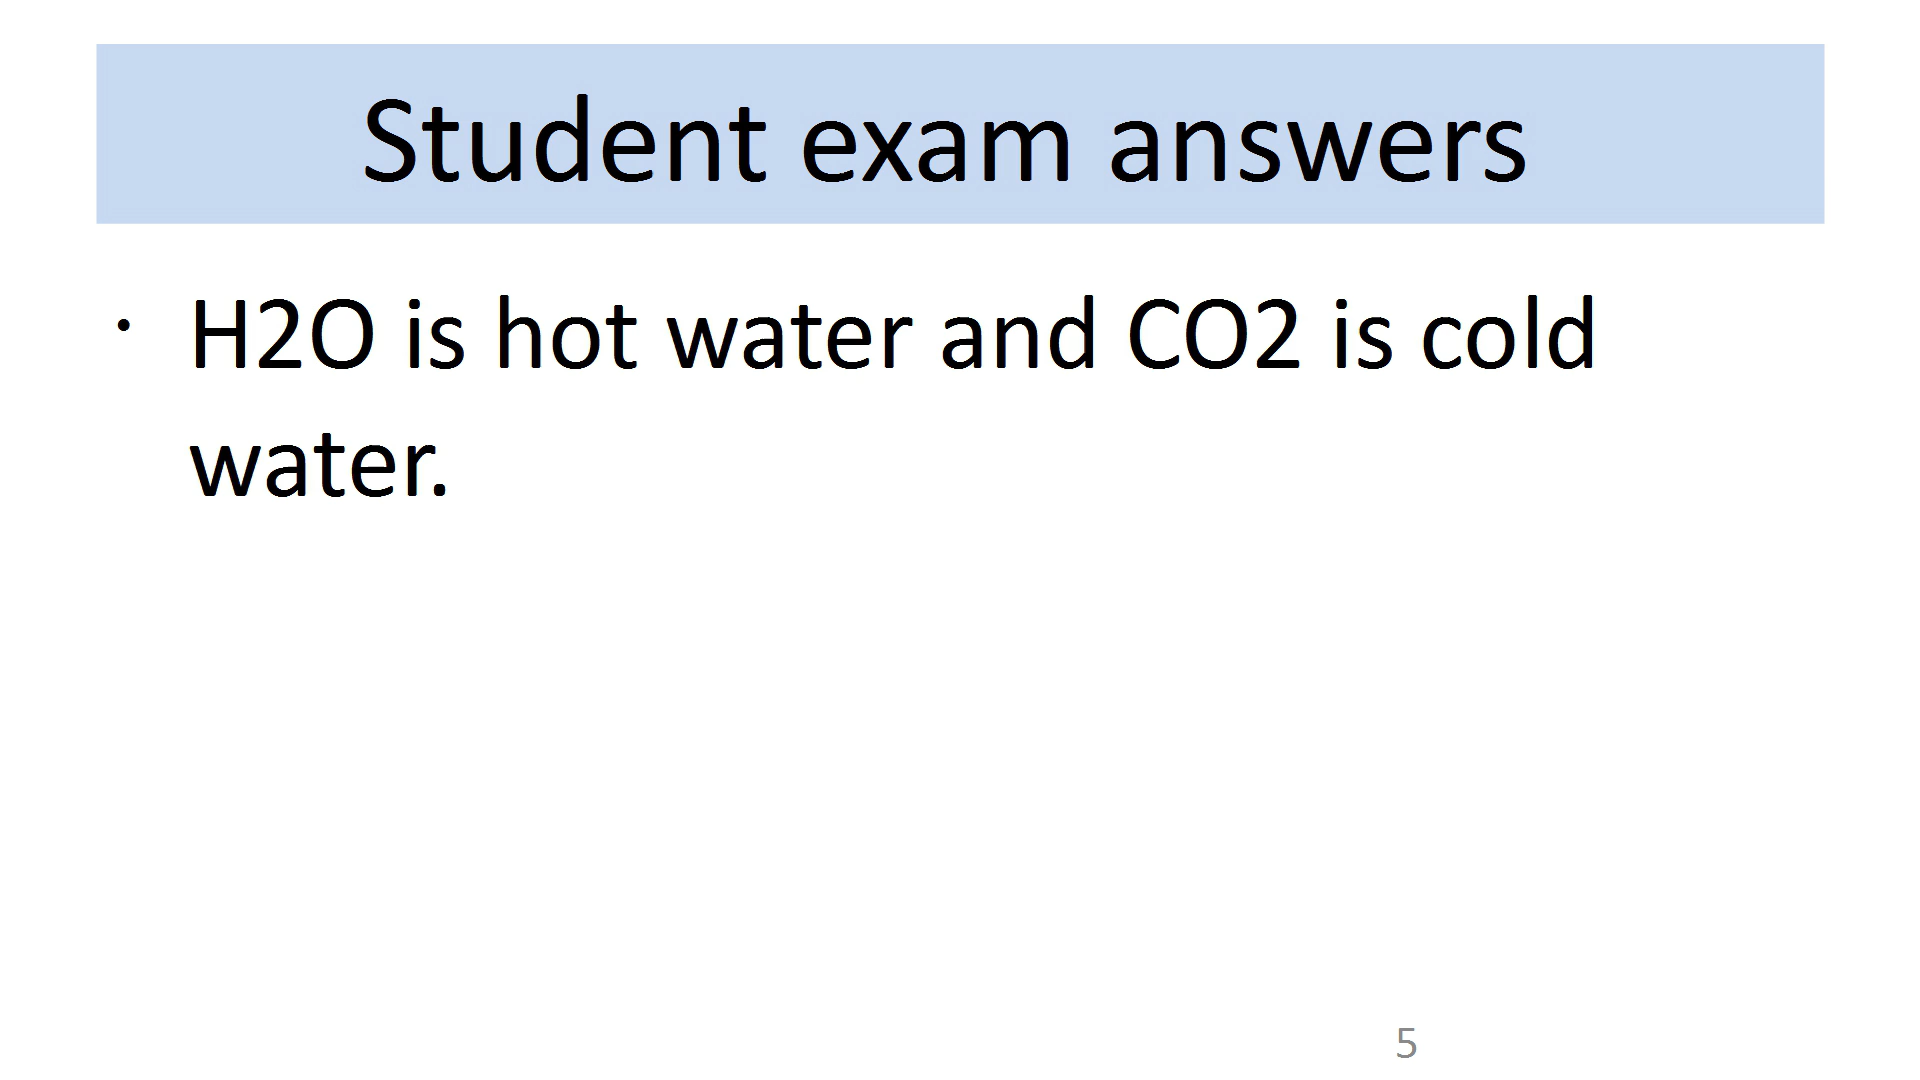 Student exam answers
• H2O is hot water and CO2 is cold
water.
5